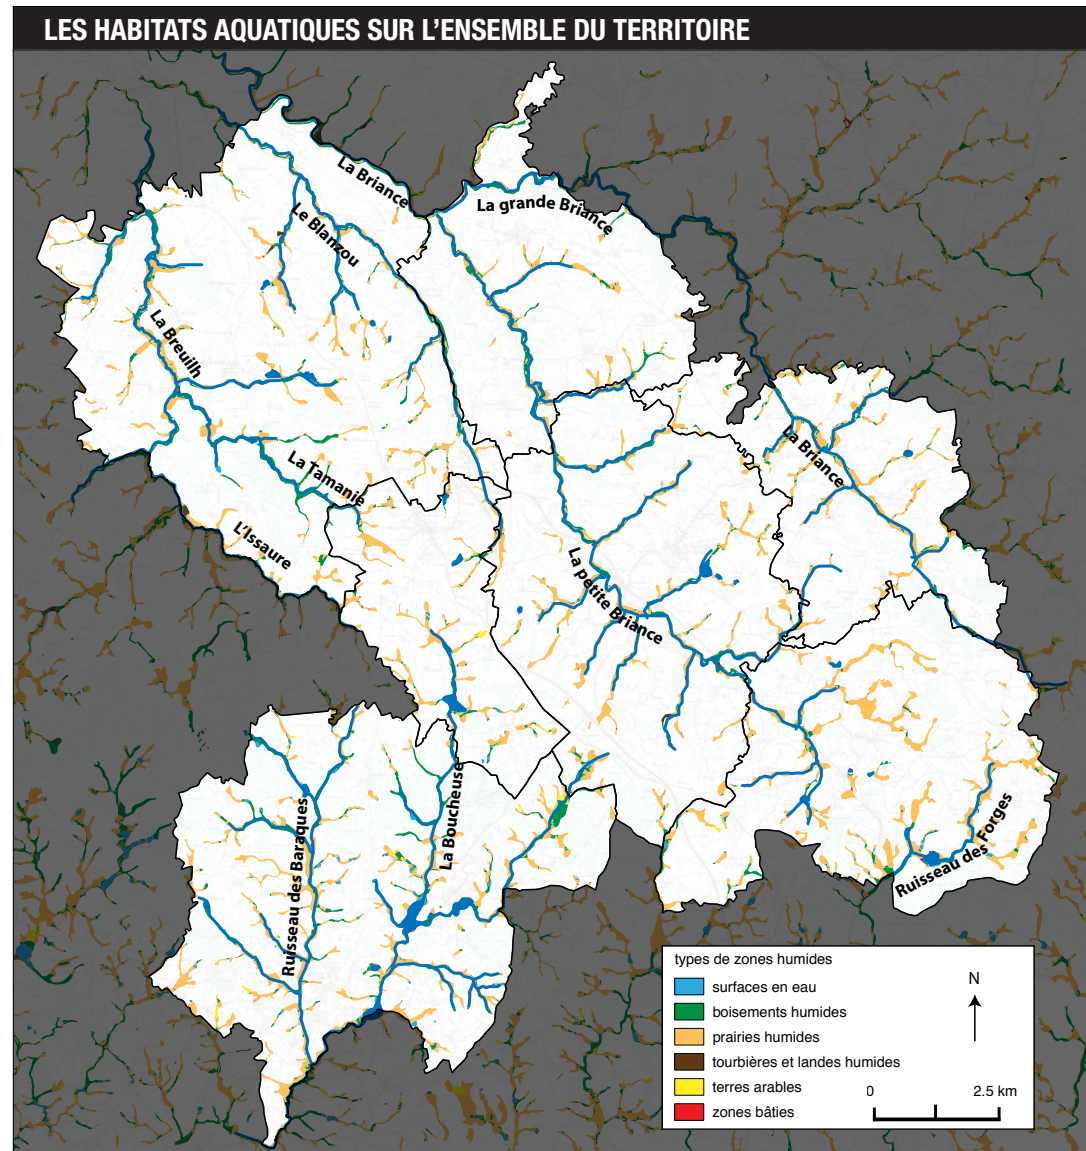 LES HABITATS AQUATIQUES SUR L'ENSEMBLE DU TERRITOIRE
La Briance
La grande Briance
Le Blanzou
La Breuilh
La Briance
La Tamanie
L'Issaure
La petite Briance
La Boucheuse
Ruisseau des Baraques
Ruisseau des Forges
types de zones humides
surfaces en eau
boisements humides
prairies humides
tourbières et landes humides
terres arables
zones bâties
N
0 2.5 km